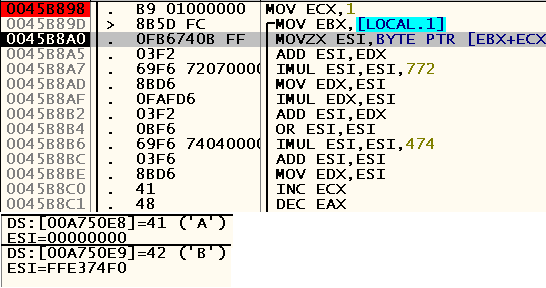 0045B898 . B9 01000000 MOV ECX,1
0045B89D > 8B5D FC MOV EBX,[LOCAL.1]
0045B8A0 . 0FB6740B FF MOVZX ESI,BYTE PTR [EBX+ECX
0045B8A5 . 03F2 ADD ESI,EDX
0045B8A7 . 69F6 72070000 IMUL ESI,ESI,772
0045B8AD . 8BD6 MOV EDX,ESI
0045B8AF . 0FAFD6 IMUL EDX,ESI
0045B8B2 . 03F2 ADD ESI,EDX
0045B8B4 . 0BF6 OR ESI,ESI
0045B8B6 . 69F6 74040000 IMUL ESI,ESI,474
0045B8BC . 03F6 ADD ESI,ESI
0045B8BE . 8BD6 MOV EDX,ESI
0045B8C0 . 41 INC ECX
0045B8C1 . 48 DEC EAX
DS:[00A750E8]=41 ('A')
ESI=00000000
DS:[00A750E9]=42 ('B')
ESI=FFE374F0